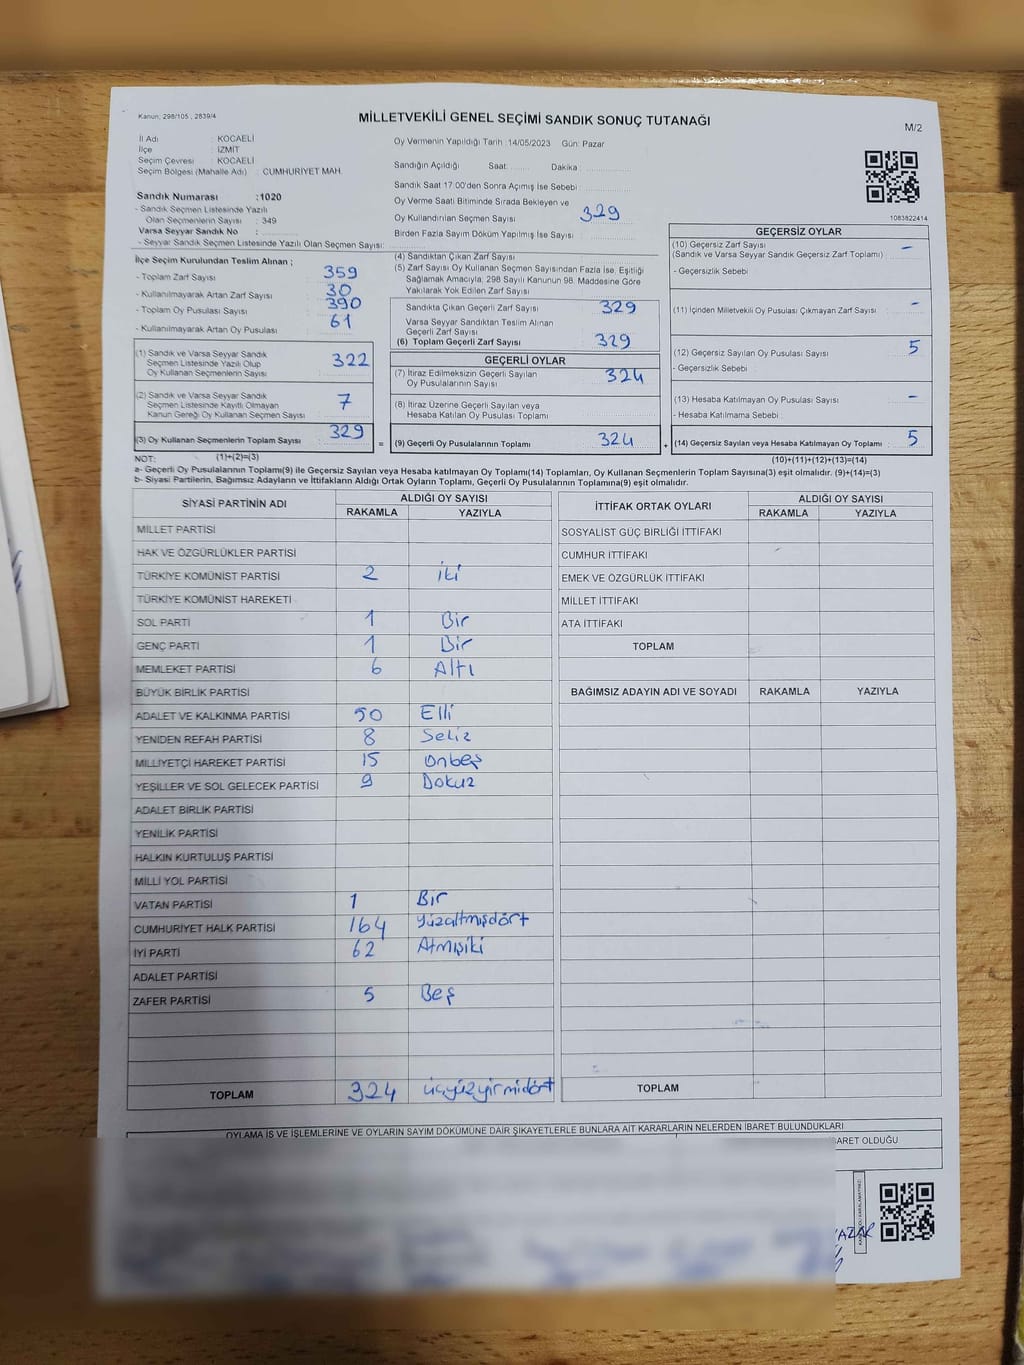 Kanun: 298/105 ; 2839/4
MİLLETVEKİLİ GENEL SEÇİMİ SANDIK SONUÇ TUTANAĞI
M/2
İl Adı : KOCAELİ
İlçe : İZMİT
Seçim Çevresi : KOCAELİ
Seçim Bölgesi (Mahalle Adı) : CUMHURİYET MAH.
Sandık Numarası :1020
- Sandık Seçmen Listesinde Yazılı
Olan Seçmenlerin Sayısı : 349
Varsa Seyyar Sandık No :
- Seyyar Sandık Seçmen Listesinde Yazılı Olan Seçmen Sayısı:
Oy Vermenin Yapıldığı Tarih :14/05/2023 Gün: Pazar
Sandığın Açıldığı Saat: Dakika:
Sandık Saat 17.00'den Sonra Açılmış İse Sebebi :
Oy Verme Saati Bitiminde Sırada Bekleyen ve
Oy Kullandırılan Seçmen Sayısı 329
Birden Fazla Sayım Döküm Yapılmış İse Sayısı
1083822414
İlçe Seçim Kurulundan Teslim Alınan ;
- Toplam Zarf Sayısı 359
- Kullanılmayarak Artan Zarf Sayısı 30
- Toplam Oy Pusulası Sayısı 390
- Kullanılmayarak Artan Oy Pusulası 61
(1) Sandık ve Varsa Seyyar Sandık
Seçmen Listesinde Yazılı Olup
Oy Kullanan Seçmenlerin Sayısı 322
(2) Sandık ve Varsa Seyyar Sandık
Listesinde Kayıtlı Olmayan
Kanun Gereği Oy Kullanan Seçmen Sayısı 7
(3) Oy Kullanan Seçmenlerin Toplam Sayısı 329
(4) Sandıktan Çıkan Zarf Sayısı
(5) Zarf Sayısı Oy Kullanan Seçmen Sayısından Fazla İse, Eşitliği
Sağlamak Amacıyla; 298 Sayılı Kanunun 98. Maddesine Göre
Yakılarak Yok Edilen Zarf Sayısı
Sandıkta Çıkan Geçerli Zarf Sayısı 329
Varsa Seyyar Sandıktan Teslim Alınan
Geçerli Zarf Sayısı
(6) Toplam Geçerli Zarf Sayısı 329
GEÇERLİ OYLAR
(7) İtiraz Edilmeksizin Geçerli Sayılan
Oy Pusulalarının Sayısı 324
(8) İtiraz Üzerine Geçerli Sayılan veya
Hesaba Katılan Oy Pusulası Toplamı
= (9) Geçerli Oy Pusulalarının Toplamı 324
GEÇERSİZ OYLAR
(10) Geçersiz Zarf Sayısı -
(Sandık ve Varsa Seyyar Sandık Geçersiz Zarf Toplamı)
- Geçersizlik Sebebi
(11) İçinden Milletvekili Oy Pusulası Çıkmayan Zarf Sayısı -
(12) Geçersiz Sayılan Oy Pusulası Sayısı 5
- Geçersizlik Sebebi
(13) Hesaba Katılmayan Oy Pusulası Sayısı -
- Hesaba Katılmama Sebebi
+ (14) Geçersiz Sayılan veya Hesaba Katılmayan Oy Toplamı 5
NOT: (1)+(2)=(3)
(10)+(11)+(12)+(13)=(14)
a- Geçerli Oy Pusulalarının Toplamı(9) ile Geçersiz Sayılan veya Hesaba katılmayan Oy Toplamı(14) Toplamları, Oy Kullanan Seçmenlerin Toplam Sayısına(3) eşit olmalıdır. (9)+(14)=(3)
b- Siyasi Partilerin, Bağımsız Adayların ve İttifakların Aldığı Ortak Oyların Toplamı, Geçerli Oy Pusulalarının Toplamına(9) eşit olmalıdır.
SİYASİ PARTİNİN ADI ALDIĞI OY SAYISI
RAKAMLA YAZIYLA
MİLLET PARTİSİ
HAK VE ÖZGÜRLÜKLER PARTİSİ
TÜRKİYE KOMÜNİST PARTİSİ 2 iki
TÜRKİYE KOMÜNİST HAREKETİ
SOL PARTİ 1 Bir
GENÇ PARTİ 1 Bir
MEMLEKET PARTİSİ 6 Altı
BÜYÜK BİRLİK PARTİSİ
ADALET VE KALKINMA PARTİSİ 50 Elli
YENİDEN REFAH PARTİSİ 8 Sekiz
MİLLİYETÇİ HAREKET PARTİSİ 15 Onbeş
YEŞİLLER VE SOL GELECEK PARTİSİ 9 Dokuz
ADALET BİRLİK PARTİSİ
YENİLİK PARTİSİ
HALKIN KURTULUŞ PARTİSİ
MİLLİ YOL PARTİSİ
VATAN PARTİSİ 1 Bir
CUMHURİYET HALK PARTİSİ 164 Yüzaltmışdört
İYİ PARTİ 62 Atmışiki
ADALET PARTİSİ
ZAFER PARTİSİ 5 Beş
TOPLAM 324 üçyüzyirmidört
İTTİFAK ORTAK OYLARI ALDIĞI OY SAYISI
RAKAMLA YAZIYLA
SOSYALİST GÜÇ BİRLİĞİ İTTİFAKI
CUMHUR İTTİFAKI
EMEK VE ÖZGÜRLÜK İTTİFAKI
MİLLET İTTİFAKI
ATA İTTİFAKI
TOPLAM
BAĞIMSIZ ADAYIN ADI VE SOYADI RAKAMLA YAZIYLA
TOPLAM
OYLAMA İŞ VE İŞLEMLERİNE VE OYLARIN SAYIM DÖKÜMÜNE DAİR ŞİKAYETLERLE BUNLARA AİT KARARLARIN NELERDEN İBARET BULUNDUKLARI
BARET OLDUĞU
YAZAR